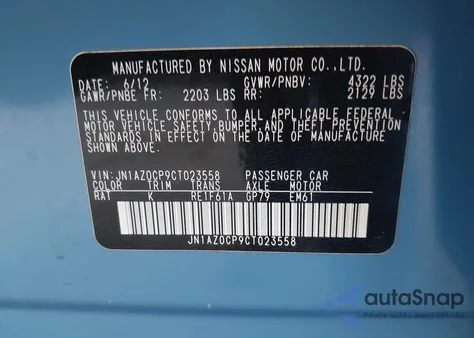 MANUFACTURED BY NISSAN MOTOR CO.,LTD.
DATE: 6/12 GVWR/PNBV: 4322 LBS
GAWR/PNBE FR: 2203 LBS RR: 2129 LBS
THIS VEHICLE CONFORMS TO ALL APPLICABLE FEDERAL
MOTOR VEHICLE SAFETY,BUMPER,AND THEFT PREVENTION
STANDARDS IN EFFECT ON THE DATE OF MANUFACTURE
SHOWN ABOVE.
VIN:JN1AZ0CP9CT023558 PASSENGER CAR
COLOR TRIM TRANS AXLE MOTOR
RAT K RE1F61A GP79 EM61
JN1AZ0CP9CT023558
autoSnap